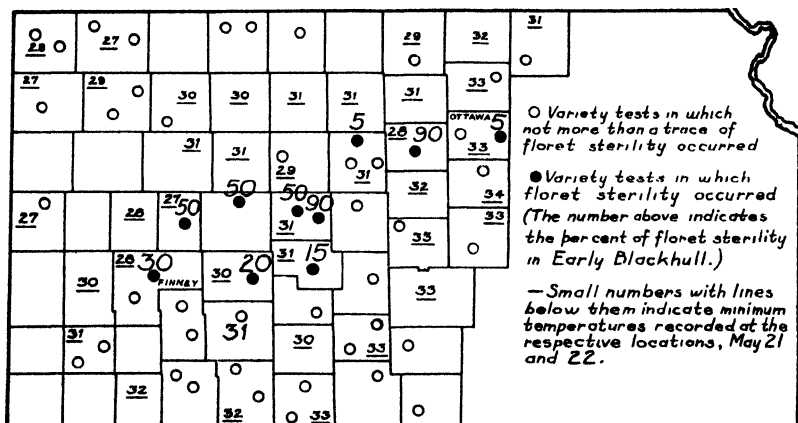 31
28 27 29 32
27 29 33
30 30 31 31 31
5 OTTAWA 5
28 90 33
31 31 29 31
32 34
27 28 27 50 50 50 90 33
31 33
28 30 30 20 31 15
30 FINNEY 33
31 31 30 33
32 32 33
○ Variety tests in which
not more than a trace of
floret sterility occurred
● Variety tests in which
floret sterility occurred
(The number above indicates
the percent of floret sterility
in Early Blackhull.)
— Small numbers with lines
below them indicate minimum
temperatures recorded at the
respective locations, May 21
and 22.